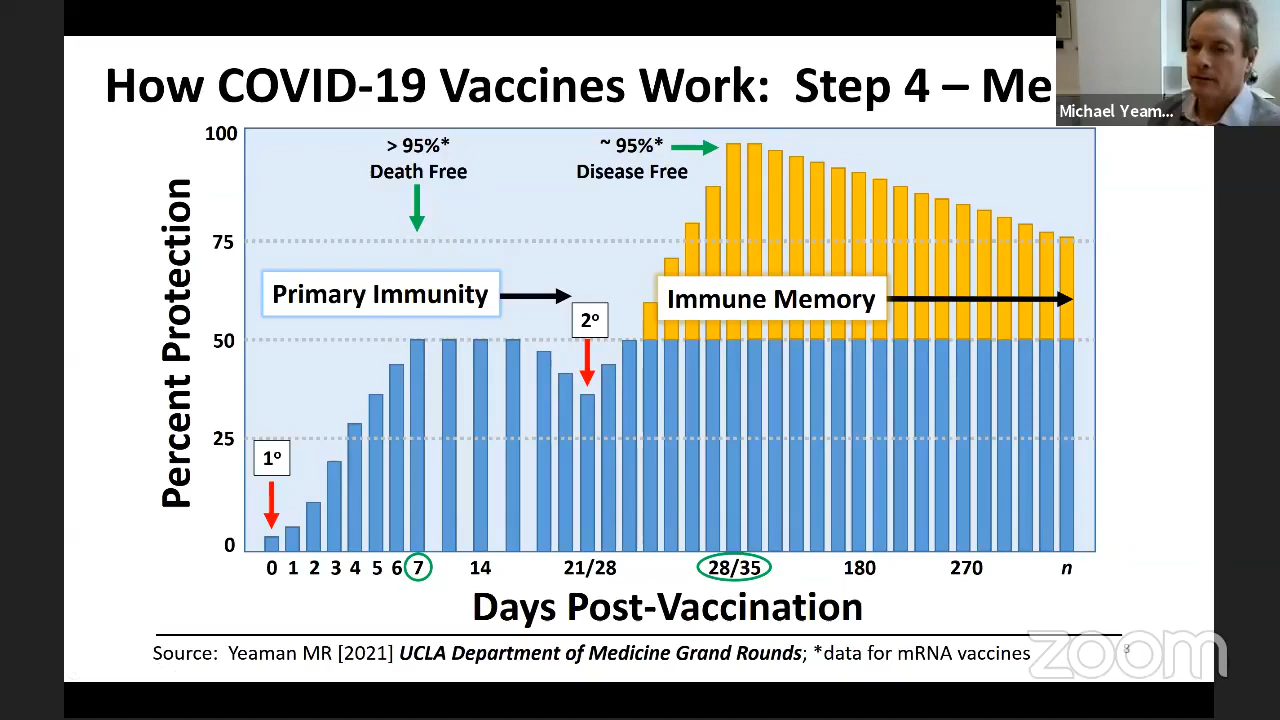 How COVID-19 Vaccines Work: Step 4 – Me
Michael Yeam...
100
> 95%*
Death Free
~ 95%*
Disease Free
75
Primary Immunity
Immune Memory
2º
50
25
1º
0
Percent Protection
0 1 2 3 4 5 6 7 14 21/28 28/35 180 270 n
Days Post-Vaccination
Source: Yeaman MR [2021] UCLA Department of Medicine Grand Rounds; *data for mRNA vaccines
3
zoom